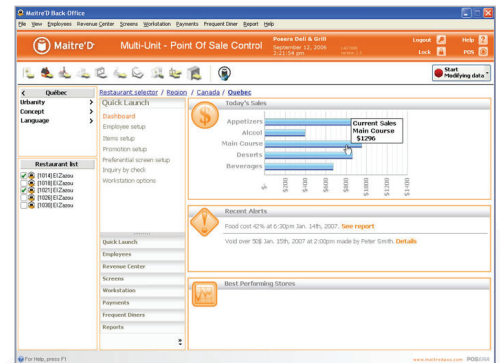 Maitre'D Back-Office
File View Employees Revenue Center Screens Workstation Payments Frequent Diner Report Help
Maitre'D
Multi-Unit - Point Of Sale Control
Posera Deli & Grill
September 12, 2006
3:21:54 pm
Logout
Help
Lock
POS
Start
Modifying data
< Québec
Urbanity >
Concept >
Language >
Restaurant list
[1014] El Zazou
[1018] El Zazou
[1021] El Zazou
[1026] El Zazou
[1030] El Zazou
Restaurant selector / Region / Canada / Quebec
Quick Launch
Dashboard
Employee setup
Items setup
Promotion setup
Preferential screen setup
Inquiry by check
Workstation options
Quick Launch
Employees
Revenue Center
Screens
Workstation
Payments
Frequent Diners
Reports
Today's Sales
Appetizers
Alccol
Main Course
Deserts
Beverages
Current Sales
Main Course
$1296
$- $200 $400 $600 $800 $1000 $1200 $1400
Recent Alerts
Food cost 42% at 6:30pm Jan. 14th, 2007. See report
Void over 50$ Jan. 15th, 2007 at 2:00pm made by Peter Smith. Details
Best Performing Stores
For Help, press F1
www.maitredpos.com POSERA